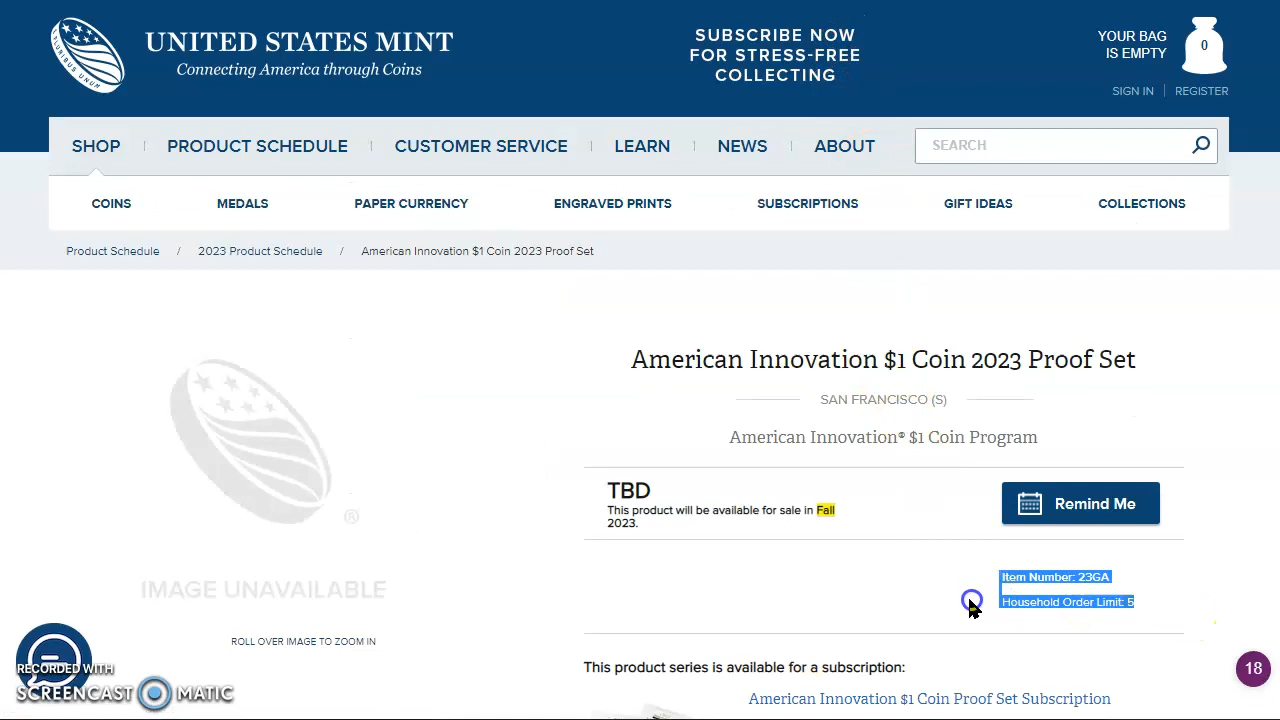 UNITED STATES MINT
Connecting America through Coins
SUBSCRIBE NOW
FOR STRESS-FREE
COLLECTING
YOUR BAG
IS EMPTY
0
SIGN IN
REGISTER
SHOP
PRODUCT SCHEDULE
CUSTOMER SERVICE
LEARN
NEWS
ABOUT
SEARCH
COINS
MEDALS
PAPER CURRENCY
ENGRAVED PRINTS
SUBSCRIPTIONS
GIFT IDEAS
COLLECTIONS
Product Schedule / 2023 Product Schedule / American Innovation $1 Coin 2023 Proof Set
American Innovation $1 Coin 2023 Proof Set
SAN FRANCISCO (S)
American Innovation® $1 Coin Program
TBD
This product will be available for sale in Fall
2023.
Remind Me
Item Number: 23GA
Household Order Limit: 5
®
IMAGE UNAVAILABLE
ROLL OVER IMAGE TO ZOOM IN
This product series is available for a subscription:
American Innovation $1 Coin Proof Set Subscription
18
RECORDED WITH
SCREENCAST MATIC